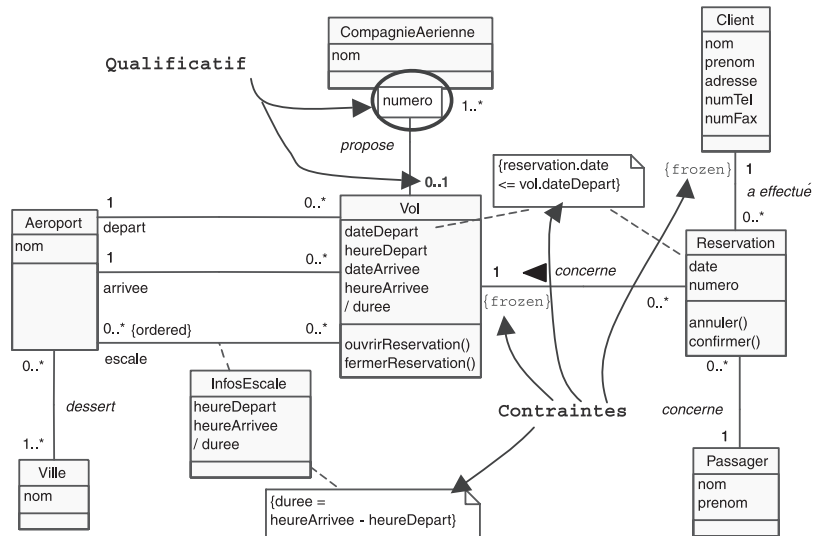 Client
nom
prenom
adresse
numTel
numFax
CompagnieAerienne
nom
Qualificatif
numero
1..*
propose
0..1
{reservation.date
<= vol.dateDepart}
{frozen}
1
a effectué
0..*
Aeroport
nom
1
0..*
depart
1
0..*
arrivee
0..* {ordered}
0..*
escale
Vol
dateDepart
heureDepart
dateArrivee
heureArrivee
/ duree
ouvrirReservation()
fermerReservation()
1
concerne
{frozen}
0..*
Reservation
date
numero
annuler()
confirmer()
0..*
dessert
1..*
InfosEscale
heureDepart
heureArrivee
/ duree
Contraintes
0..*
concerne
1
Ville
nom
{duree =
heureArrivee - heureDepart}
Passager
nom
prenom